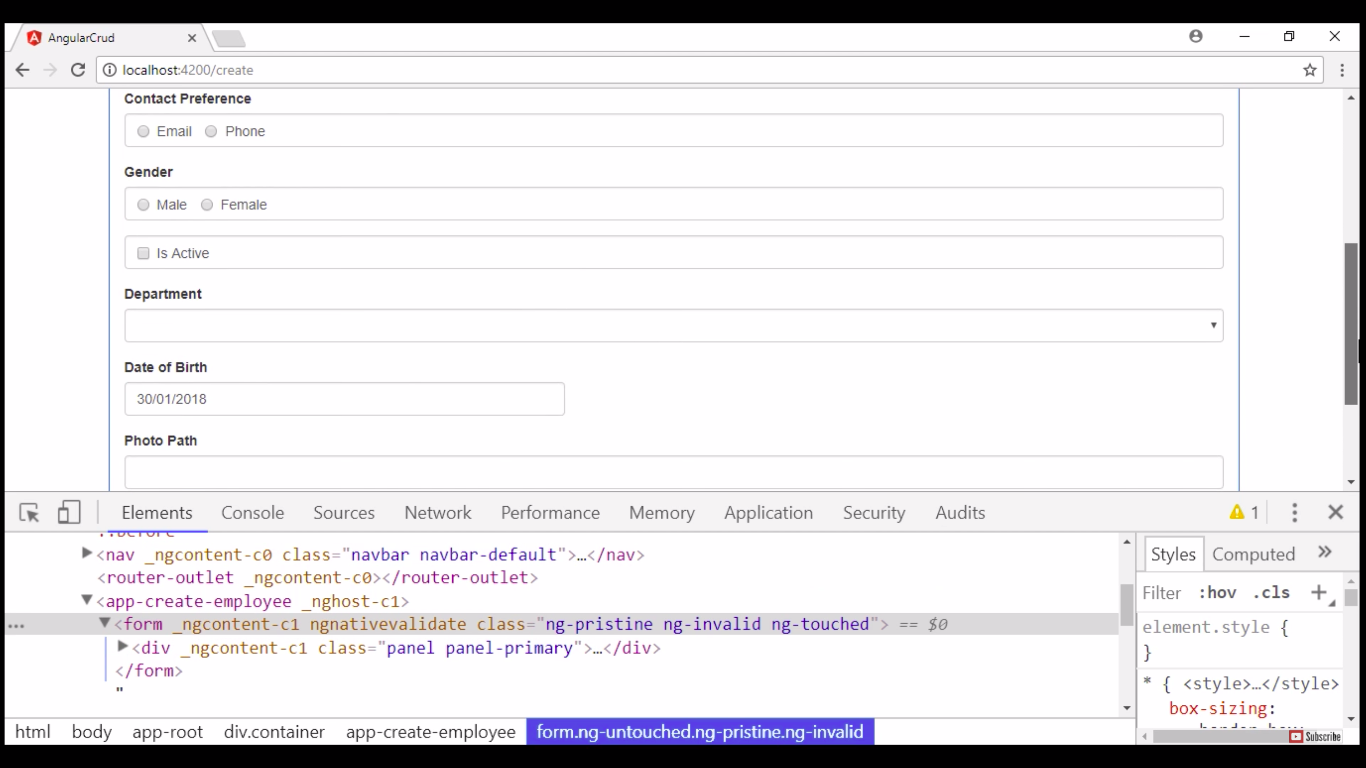 AngularCrud
localhost:4200/create
Contact Preference
Email Phone
Gender
Male Female
Is Active
Department
Date of Birth
30/01/2018
Photo Path
Elements Console Sources Network Performance Memory Application Security Audits 1
::before
<nav _ngcontent-c0 class="navbar navbar-default">…</nav>
<router-outlet _ngcontent-c0></router-outlet>
<app-create-employee _nghost-c1>
<form _ngcontent-c1 ngnativevalidate class="ng-pristine ng-invalid ng-touched"> == $0
<div _ngcontent-c1 class="panel panel-primary">…</div>
</form>
"
html body app-root div.container app-create-employee form.ng-untouched.ng-pristine.ng-invalid
Styles Computed »
Filter :hov .cls +
element.style {
}
* { <style>…</style>
box-sizing:
border-box;
Subscribe